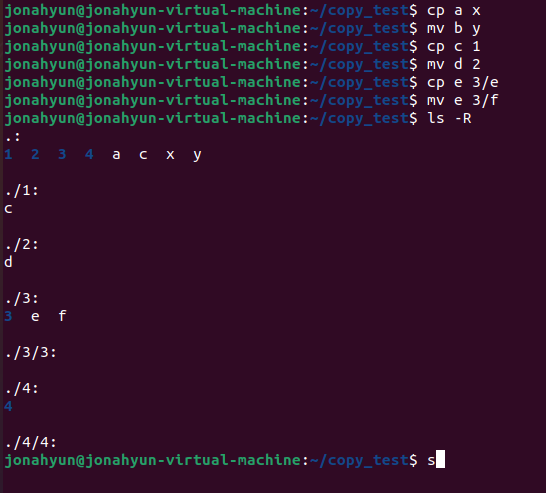 jonahyun@jonahyun-virtual-machine:~/copy_test$ cp a x
jonahyun@jonahyun-virtual-machine:~/copy_test$ mv b y
jonahyun@jonahyun-virtual-machine:~/copy_test$ cp c 1
jonahyun@jonahyun-virtual-machine:~/copy_test$ mv d 2
jonahyun@jonahyun-virtual-machine:~/copy_test$ cp e 3/e
jonahyun@jonahyun-virtual-machine:~/copy_test$ mv e 3/f
jonahyun@jonahyun-virtual-machine:~/copy_test$ ls -R
.:
1  2  3  4  a  c  x  y

./1:
c

./2:
d

./3:
3  e  f

./3/3:

./4:
4

./4/4:
jonahyun@jonahyun-virtual-machine:~/copy_test$ s